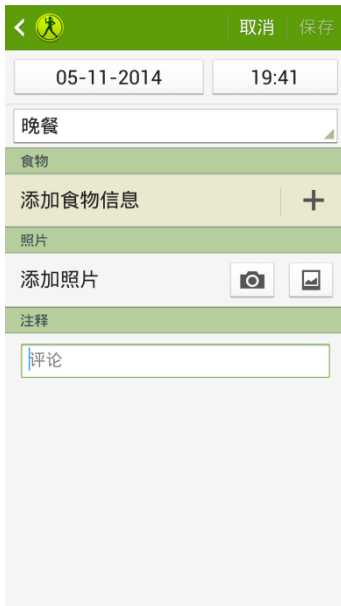 取消 保存
05-11-2014 19:41
晚餐
食物
添加食物信息
照片
添加照片
注释
评论